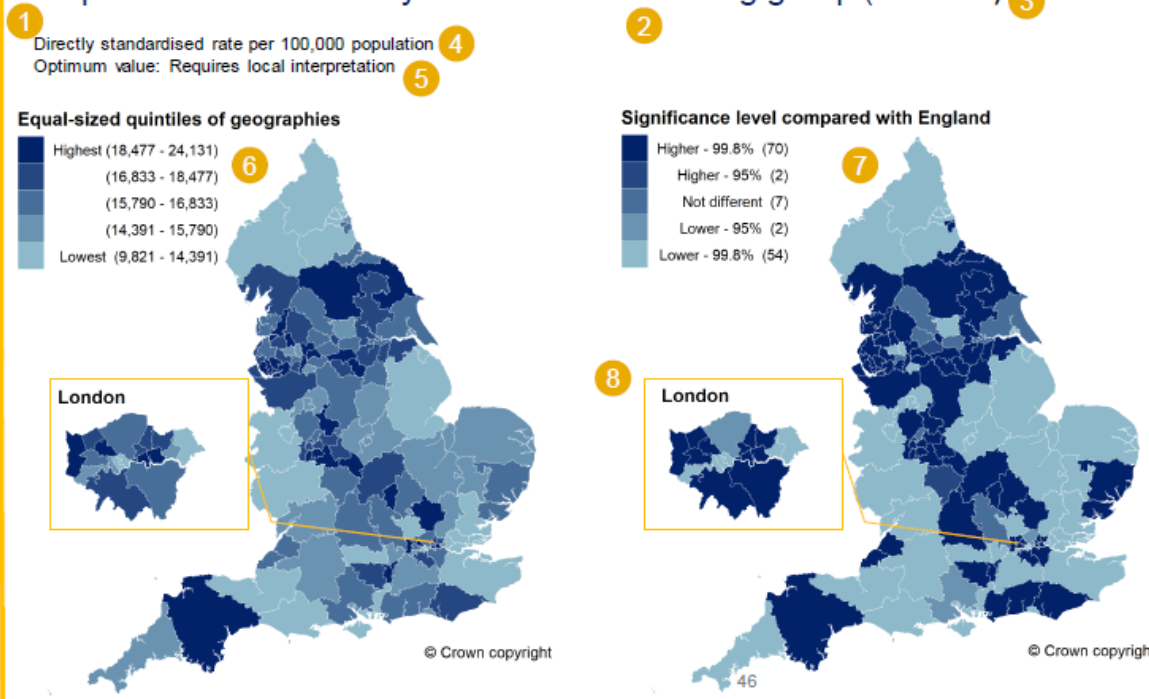 1
2
3
Directly standardised rate per 100,000 population 4
Optimum value: Requires local interpretation 5
Equal-sized quintiles of geographies
Highest (18,477 - 24,131)
(16,833 - 18,477)
(15,790 - 16,833)
(14,391 - 15,790)
Lowest (9,821 - 14,391)
6
London
© Crown copyright
Significance level compared with England
Higher - 99.8% (70)
Higher - 95% (2)
Not different (7)
Lower - 95% (2)
Lower - 99.8% (54)
7
8
London
46
© Crown copyright